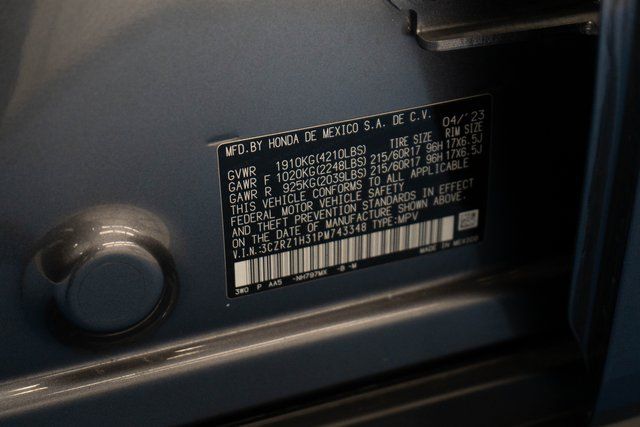 MFD.BY HONDA DE MEXICO S.A. DE C.V. 04/'23
TIRE SIZE RIM SIZE
GVWR 1910KG(4210LBS)
GAWR F 1020KG(2248LBS) 215/60R17 96H 17X6.5J
GAWR R 925KG(2039LBS) 215/60R17 96H 17X6.5J
THIS VEHICLE CONFORMS TO ALL APPLICABLE
FEDERAL MOTOR VEHICLE SAFETY
AND THEFT PREVENTION STANDARDS IN EFFECT
ON THE DATE OF MANUFACTURE SHOWN ABOVE.
V.I.N.:3CZRZ1H31PM743348 TYPE:MPV
MADE IN MEXICO
3W0 P AA5 -NH797MX -B -M